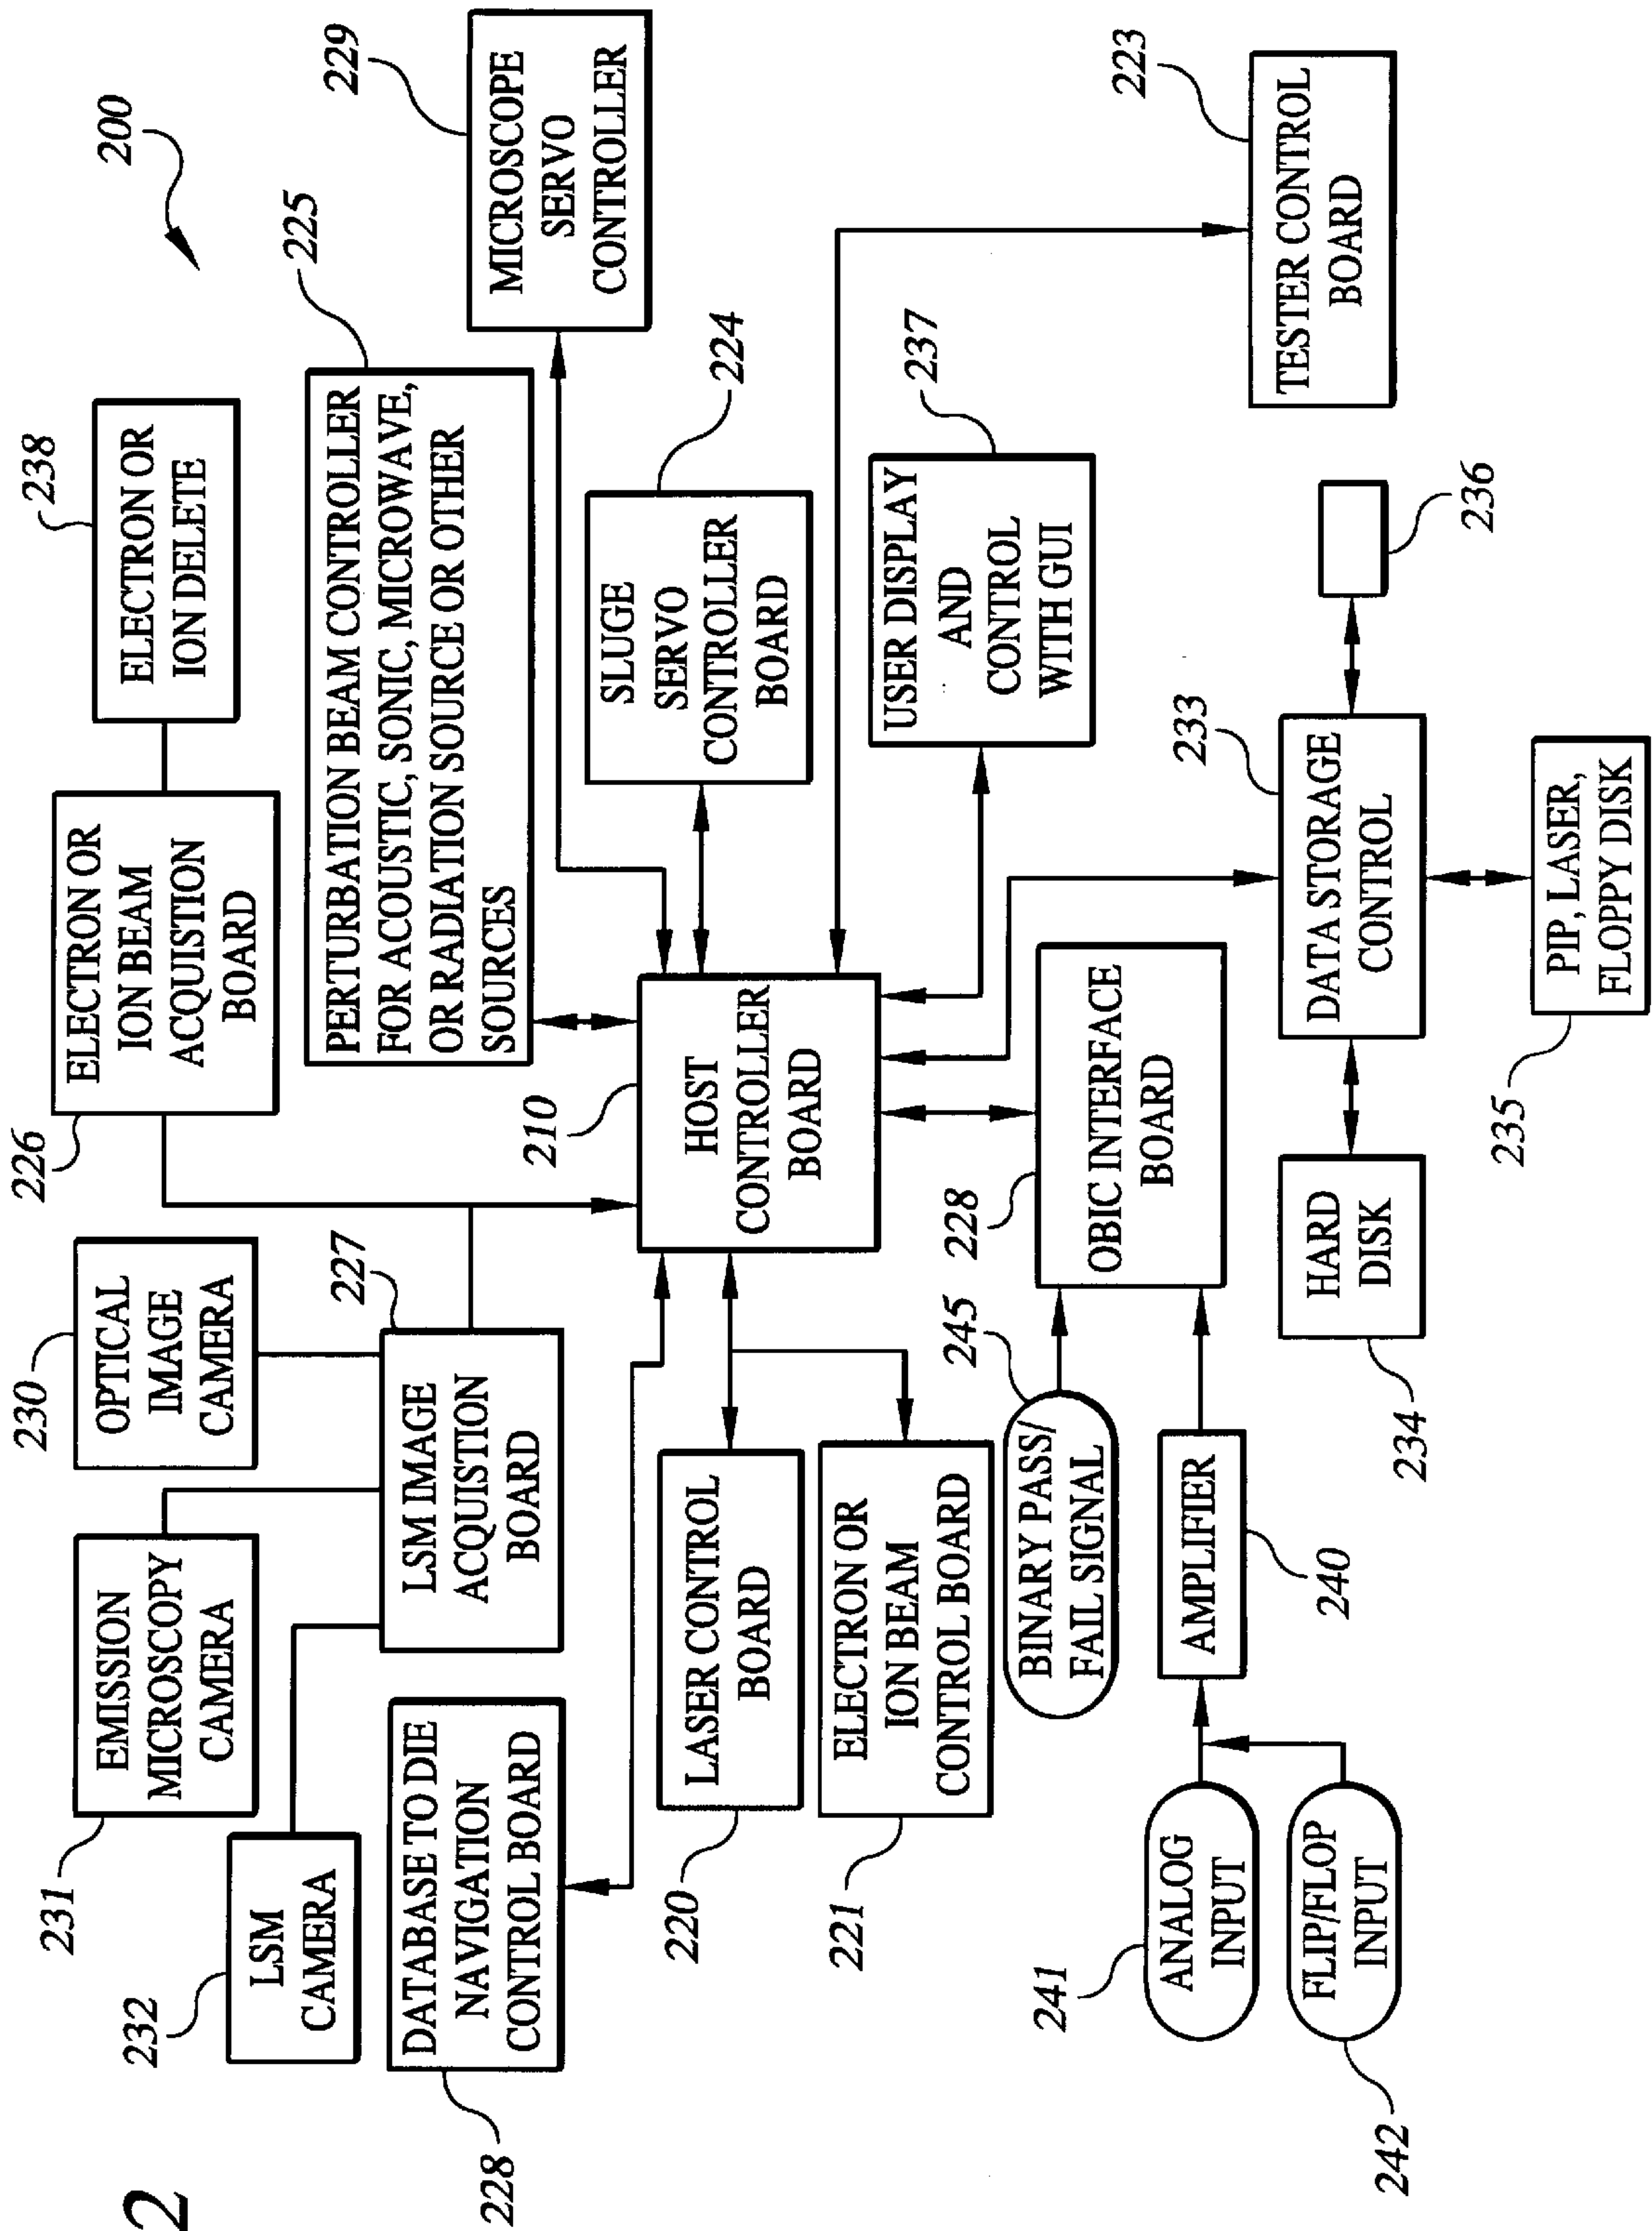 2
200
238
ELECTRON OR
ION DELETE
226
ELECTRON OR
ION BEAM
ACQUISTION
BOARD
230
OPTICAL
IMAGE
CAMERA
231
EMISSION
MICROSCOPY
CAMERA
232
LSM
CAMERA
227
LSM IMAGE
ACQUISTION
BOARD
228
DATABASE TO DIE
NAVIGATION
CONTROL BOARD
225
PERTURBATION BEAM CONTROLLER
FOR ACOUSTIC, SONIC, MICROWAVE,
OR RADIATION SOURCE OR OTHER
SOURCES
229
MICROSCOPE
SERVO
CONTROLLER
224
SLUGE
SERVO
CONTROLLER
BOARD
210
HOST
CONTROLLER
BOARD
220
LASER CONTROL
BOARD
221
ELECTRON OR
ION BEAM
CONTROL BOARD
237
USER DISPLAY
AND
CONTROL
WITH GUI
228
OBIC INTERFACE
BOARD
245
BINARY PASS/
FAIL SIGNAL
AMPLIFIER
240
241
ANALOG
INPUT
FLIP/FLOP
INPUT
242
223
TESTER CONTROL
BOARD
233
DATA STORAGE
CONTROL
236
HARD
DISK
234
PIP, LASER,
FLOPPY DISK
235